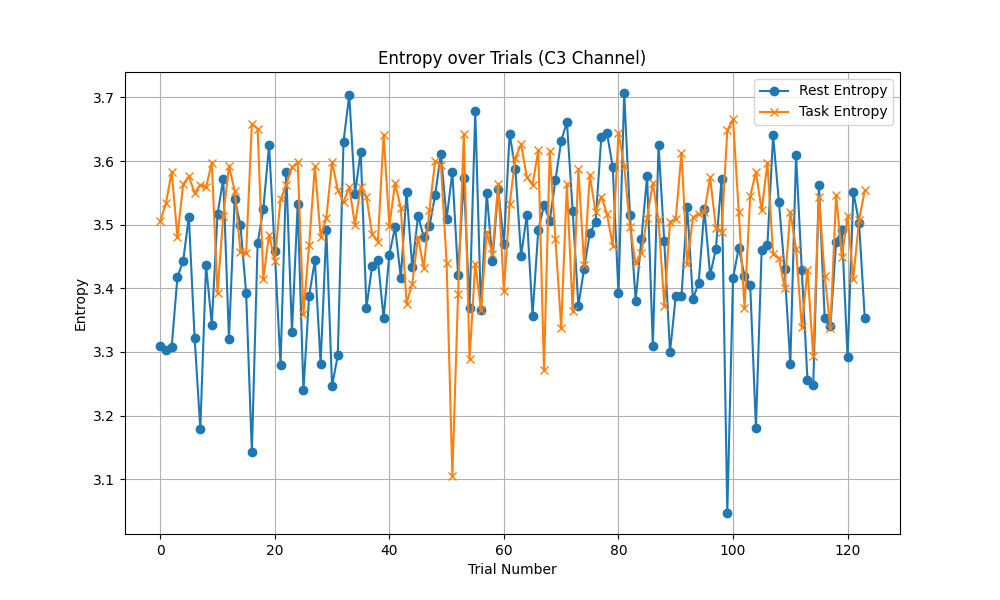 Entropy over Trials (C3 Channel)
Rest Entropy
Task Entropy
Entropy
3.7
3.6
3.5
3.4
3.3
3.2
3.1
0 20 40 60 80 100 120
Trial Number